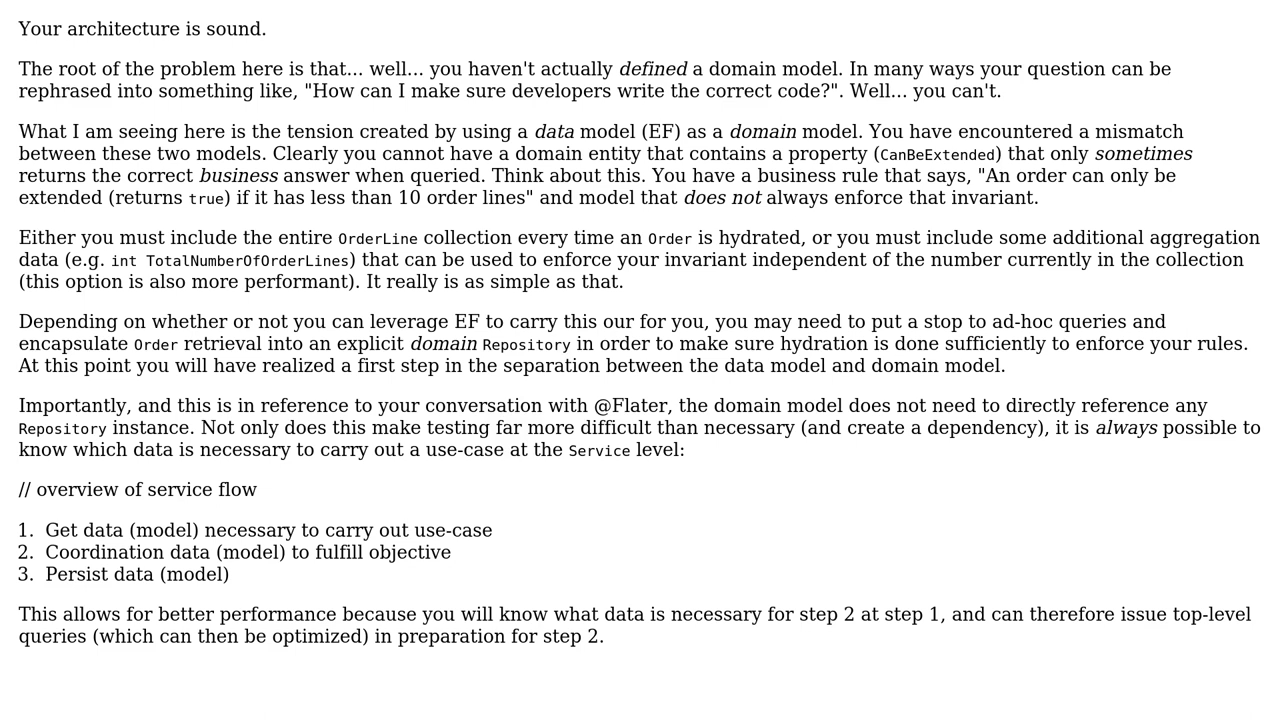 Your architecture is sound.
The root of the problem here is that... well... you haven't actually defined a domain model. In many ways your question can be
rephrased into something like, "How can I make sure developers write the correct code?". Well... you can't.
What I am seeing here is the tension created by using a data model (EF) as a domain model. You have encountered a mismatch
between these two models. Clearly you cannot have a domain entity that contains a property (CanBeExtended) that only sometimes
returns the correct business answer when queried. Think about this. You have a business rule that says, "An order can only be
extended (returns true) if it has less than 10 order lines" and model that does not always enforce that invariant.
Either you must include the entire OrderLine collection every time an Order is hydrated, or you must include some additional aggregation
data (e.g. int TotalNumberOfOrderLines) that can be used to enforce your invariant independent of the number currently in the collection
(this option is also more performant). It really is as simple as that.
Depending on whether or not you can leverage EF to carry this our for you, you may need to put a stop to ad-hoc queries and
encapsulate Order retrieval into an explicit domain Repository in order to make sure hydration is done sufficiently to enforce your rules.
At this point you will have realized a first step in the separation between the data model and domain model.
Importantly, and this is in reference to your conversation with @Flater, the domain model does not need to directly reference any
Repository instance. Not only does this make testing far more difficult than necessary (and create a dependency), it is always possible to
know which data is necessary to carry out a use-case at the Service level:
// overview of service flow
1. Get data (model) necessary to carry out use-case
2. Coordination data (model) to fulfill objective
3. Persist data (model)
This allows for better performance because you will know what data is necessary for step 2 at step 1, and can therefore issue top-level
queries (which can then be optimized) in preparation for step 2.